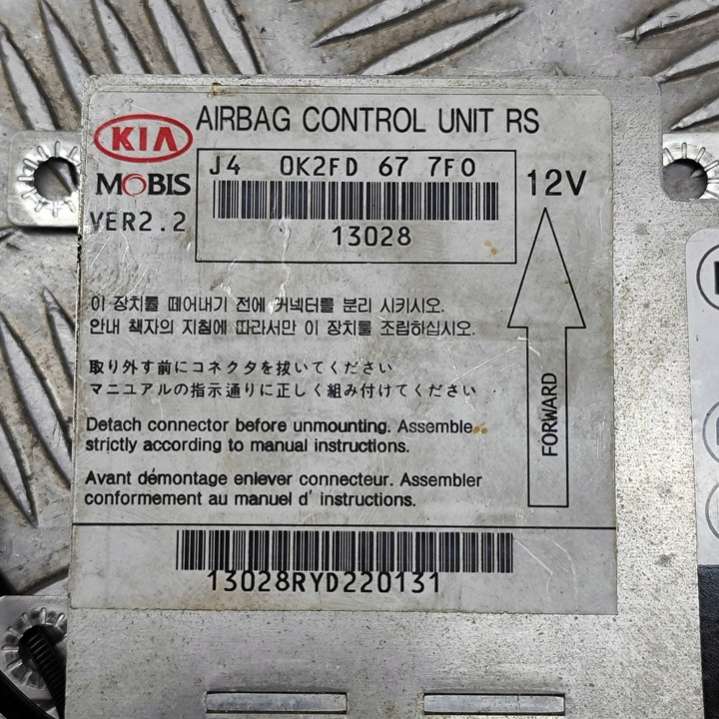 KIA
AIRBAG CONTROL UNIT RS
MOBIS
J4 0K2FD 67 7F0
12V
VER2.2
13028
이 장치를 떼어내기 전에 커넥터를 분리 시키시오.
안내 책자의 지침에 따라서만 이 장치를 조립하십시오.
取り外す前にコネクタを抜いてください
マニュアルの指示通りに正しく組み付けてください
Detach connector before unmounting. Assemble
strictly according to manual instructions.
Avant démontage enlever connecteur. Assembler
conformement au manuel d' instructions.
FORWARD
13028RYD220131